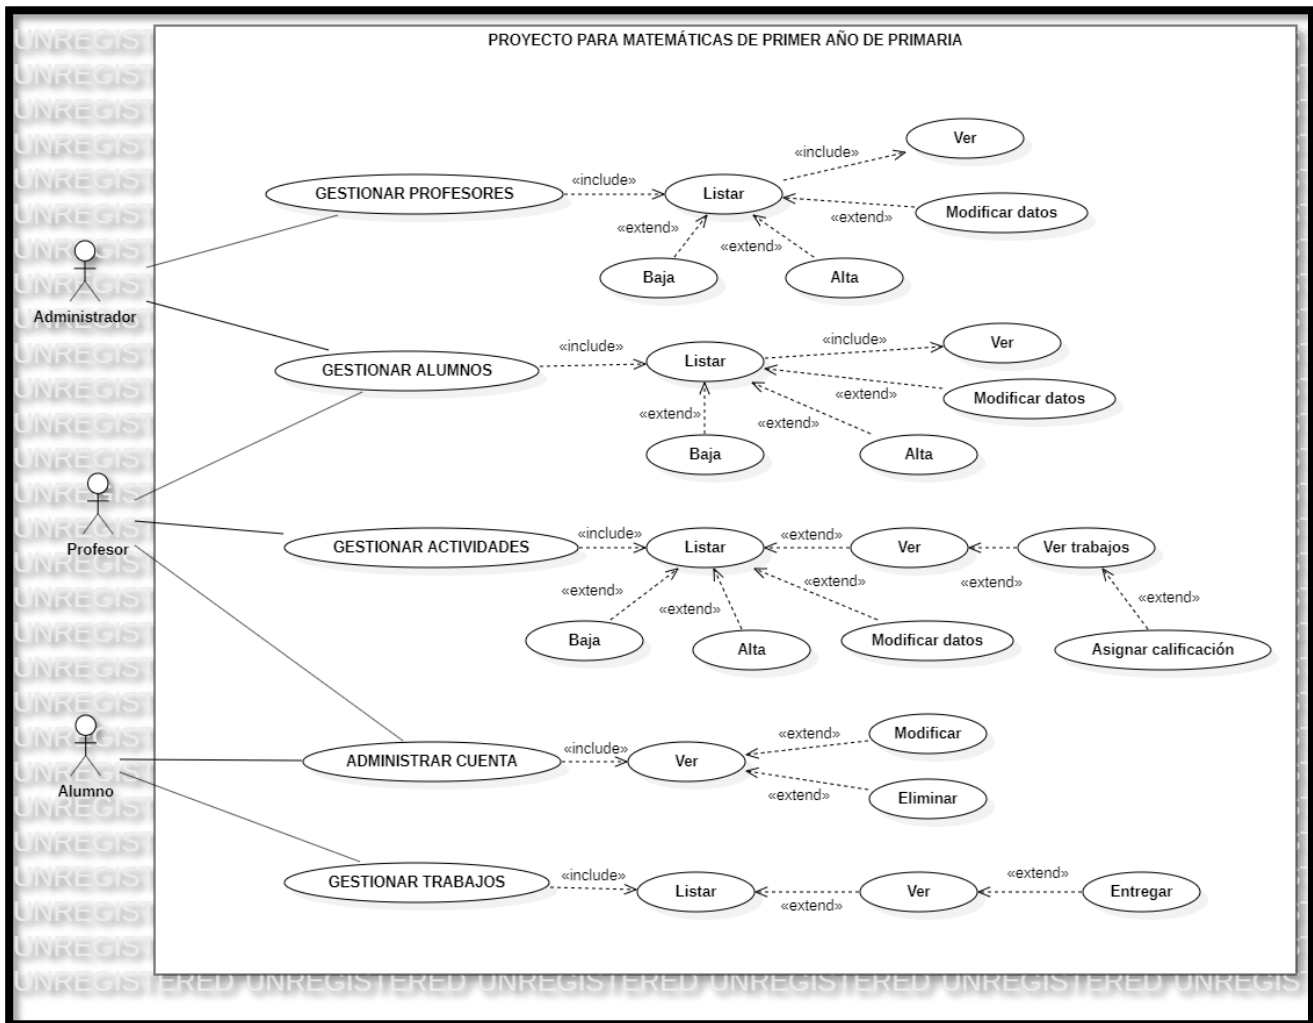 PROYECTO PARA MATEMÁTICAS DE PRIMER AÑO DE PRIMARIA
Administrador
GESTIONAR PROFESORES
«include»
Listar
«include»
Ver
«extend»
Modificar datos
«extend»
Baja
«extend»
Alta
GESTIONAR ALUMNOS
«include»
Listar
«include»
Ver
«extend»
Modificar datos
«extend»
Baja
«extend»
Alta
Profesor
GESTIONAR ACTIVIDADES
«include»
Listar
«extend»
Ver
«extend»
Ver trabajos
«extend»
Baja
«extend»
Alta
«extend»
Modificar datos
«extend»
Asignar calificación
Alumno
ADMINISTRAR CUENTA
«include»
Ver
«extend»
Modificar
«extend»
Eliminar
GESTIONAR TRABAJOS
«include»
Listar
«extend»
Ver
«extend»
Entregar
UNREGISTERED UNREGISTERED UNREGISTERED UNREGISTERED UNREGISTERED UNREGIS